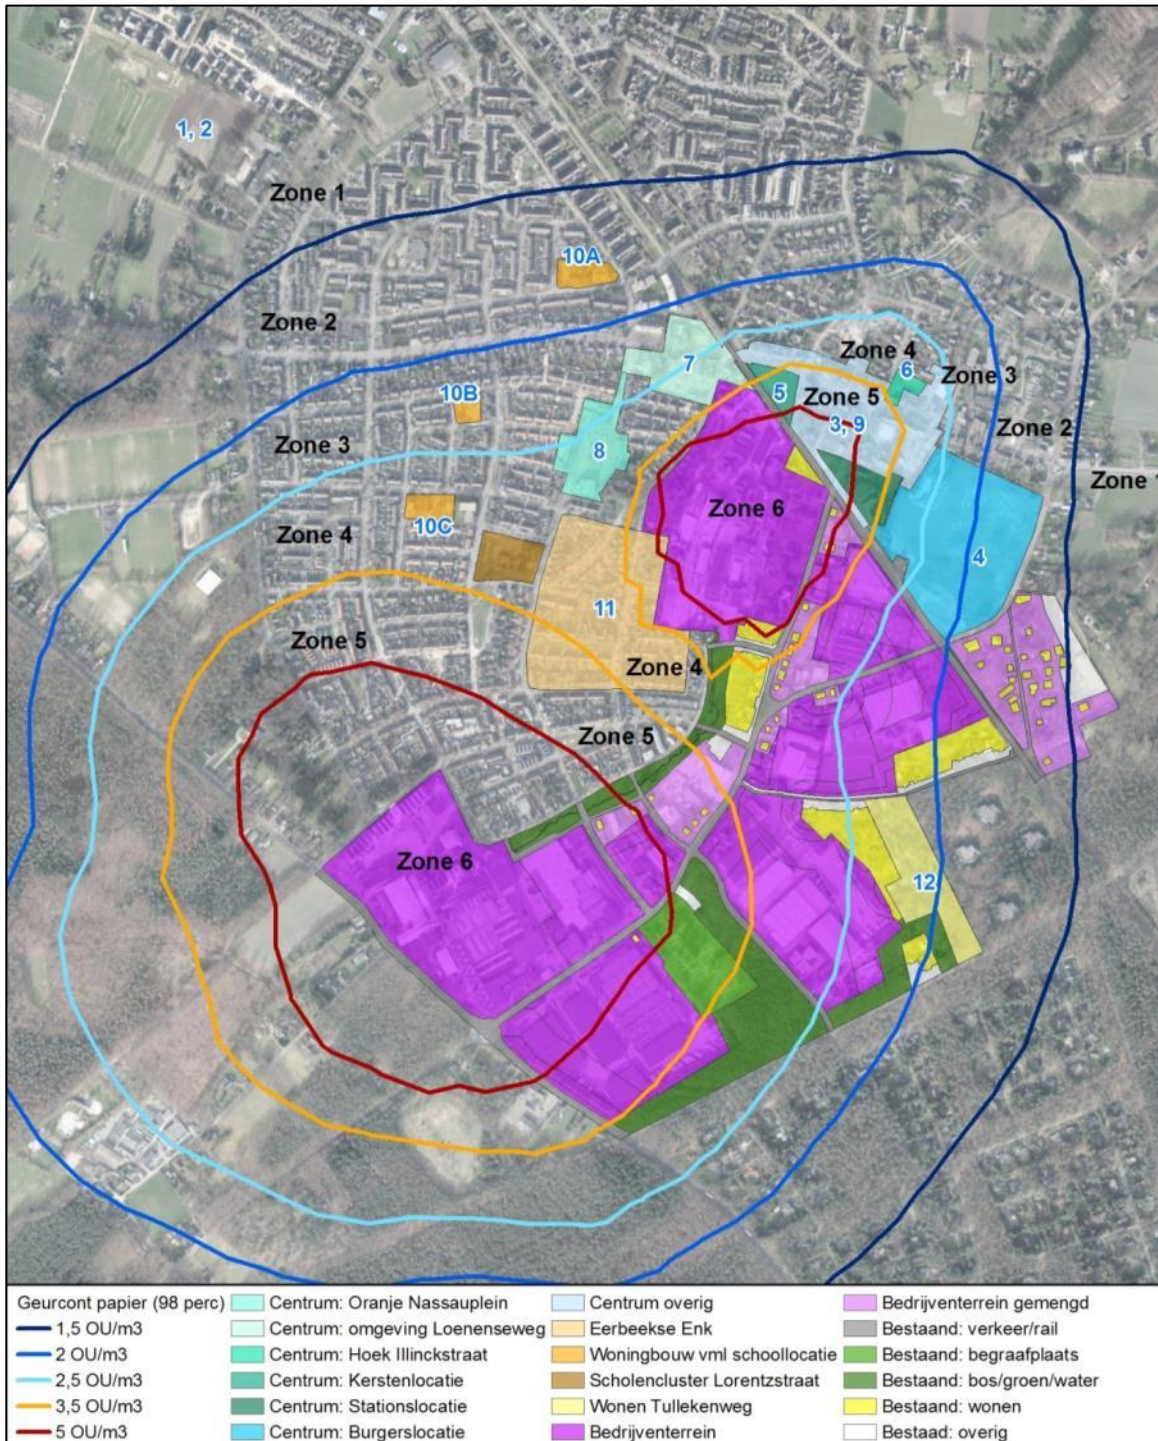 1, 2
Zone 1
10A
Zone 2
7
Zone 4
6
Zone 3
10B
5
Zone 5
3, 9
Zone 2
Zone 3
8
Zone 1
Zone 6
10C
Zone 4
4
11
Zone 5
Zone 4
Zone 5
Zone 6
12
Geurcont papier (98 perc)
1,5 OU/m3
2 OU/m3
2,5 OU/m3
3,5 OU/m3
5 OU/m3
Centrum: Oranje Nassauplein
Centrum: omgeving Loenenseweg
Centrum: Hoek Illinckstraat
Centrum: Kerstenlocatie
Centrum: Stationslocatie
Centrum: Burgerslocatie
Centrum overig
Eerbeekse Enk
Woningbouw vml schoollocatie
Scholencluster Lorentzstraat
Wonen Tullekenweg
Bedrijventerrein
Bedrijventerrein gemengd
Bestaand: verkeer/rail
Bestaand: begraafplaats
Bestaand: bos/groen/water
Bestaand: wonen
Bestaad: overig